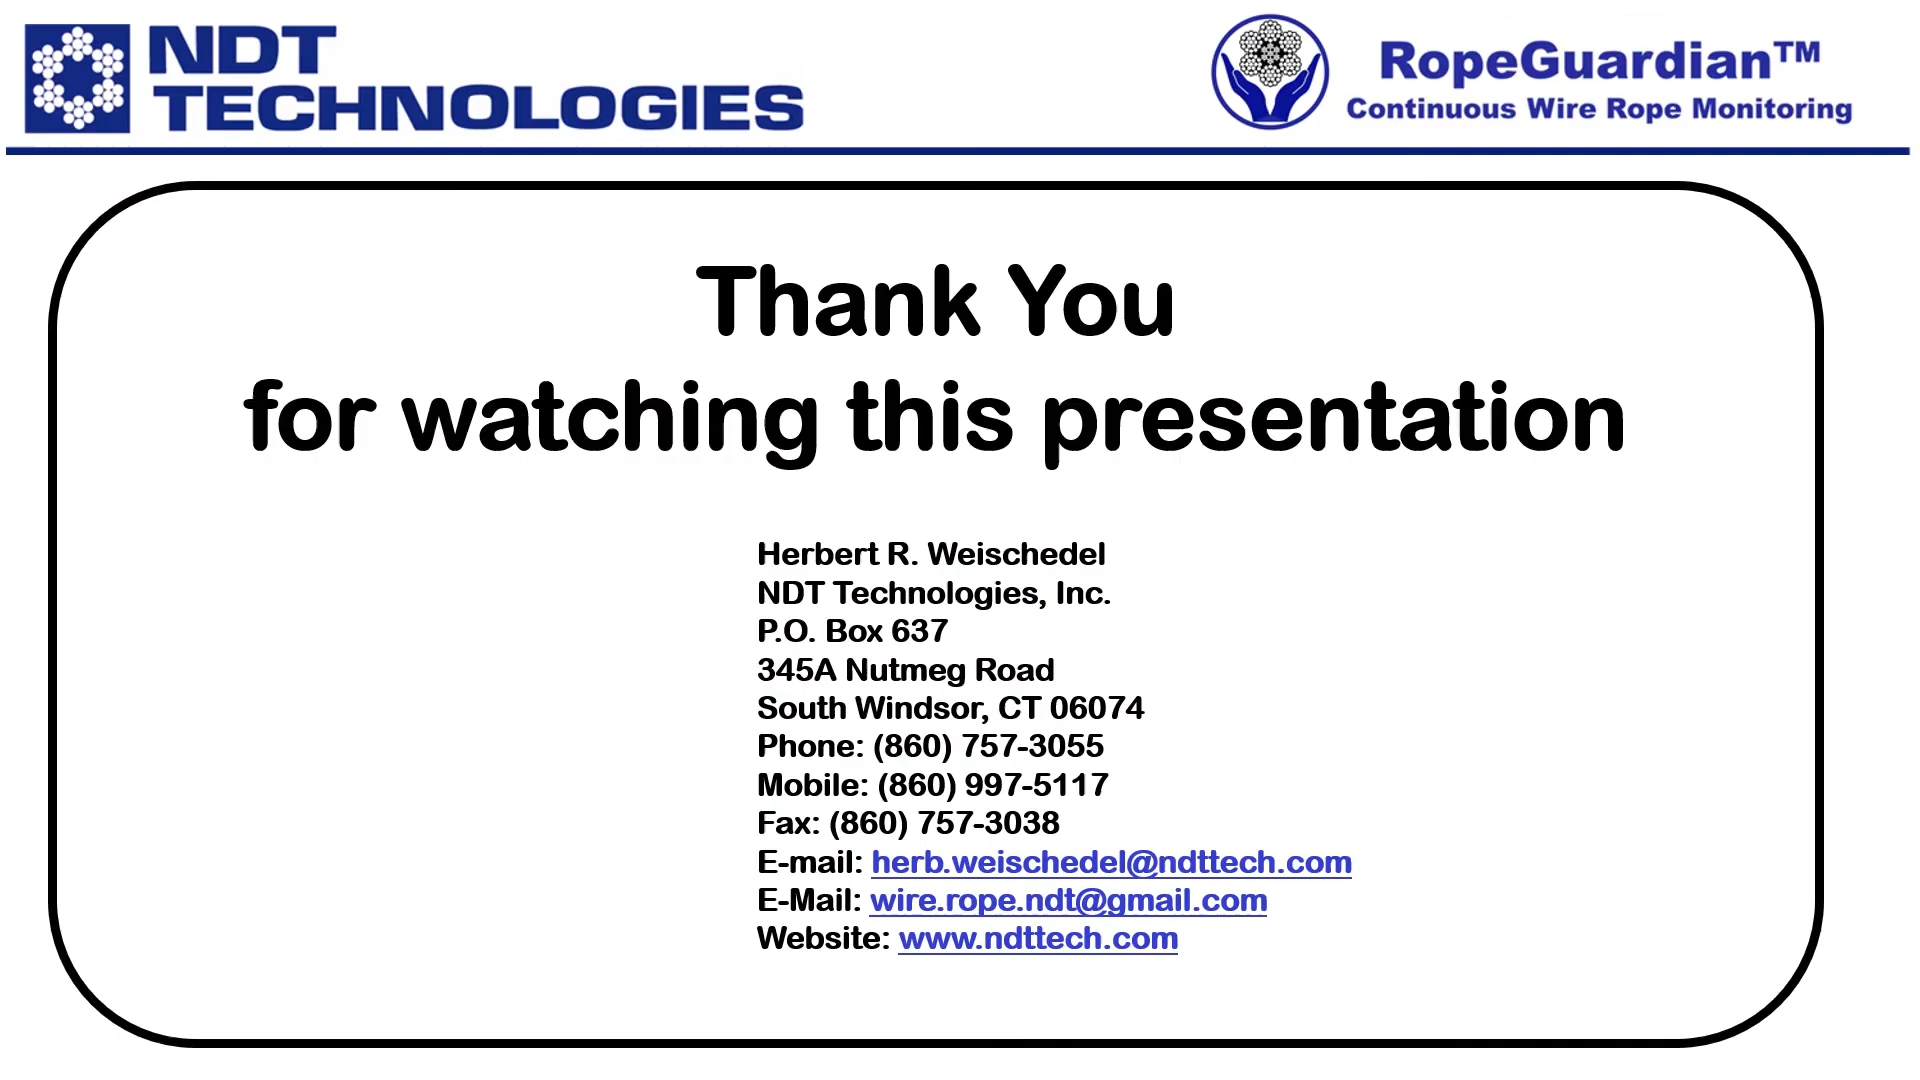 NDT
TECHNOLOGIES
RopeGuardian™
Continuous Wire Rope Monitoring
Thank You
for watching this presentation
Herbert R. Weischedel
NDT Technologies, Inc.
P.O. Box 637
345A Nutmeg Road
South Windsor, CT 06074
Phone: (860) 757-3055
Mobile: (860) 997-5117
Fax: (860) 757-3038
E-mail: herb.weischedel@ndttech.com
E-Mail: wire.rope.ndt@gmail.com
Website: www.ndttech.com